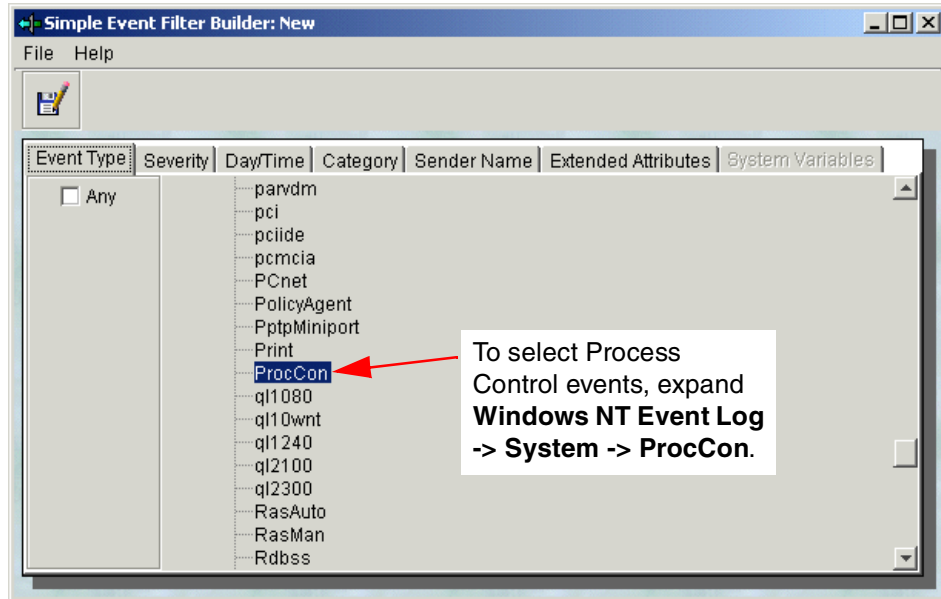 Simple Event Filter Builder: New
File Help
Event Type Severity Day/Time Category Sender Name Extended Attributes System Variables
Any
parvdm
pci
pciide
pcmcia
PCnet
PolicyAgent
PptpMiniport
Print
ProcCon
ql1080
ql10wnt
ql1240
ql2100
ql2300
RasAuto
RasMan
Rdbss
To select Process
Control events, expand
Windows NT Event Log
-> System -> ProcCon.